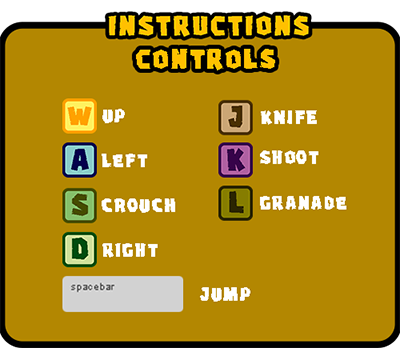 INSTRUCTIONS
CONTROLS
W UP
A LEFT
S CROUCH
D RIGHT
spacebar JUMP
J KNIFE
K SHOOT
L GRANADE